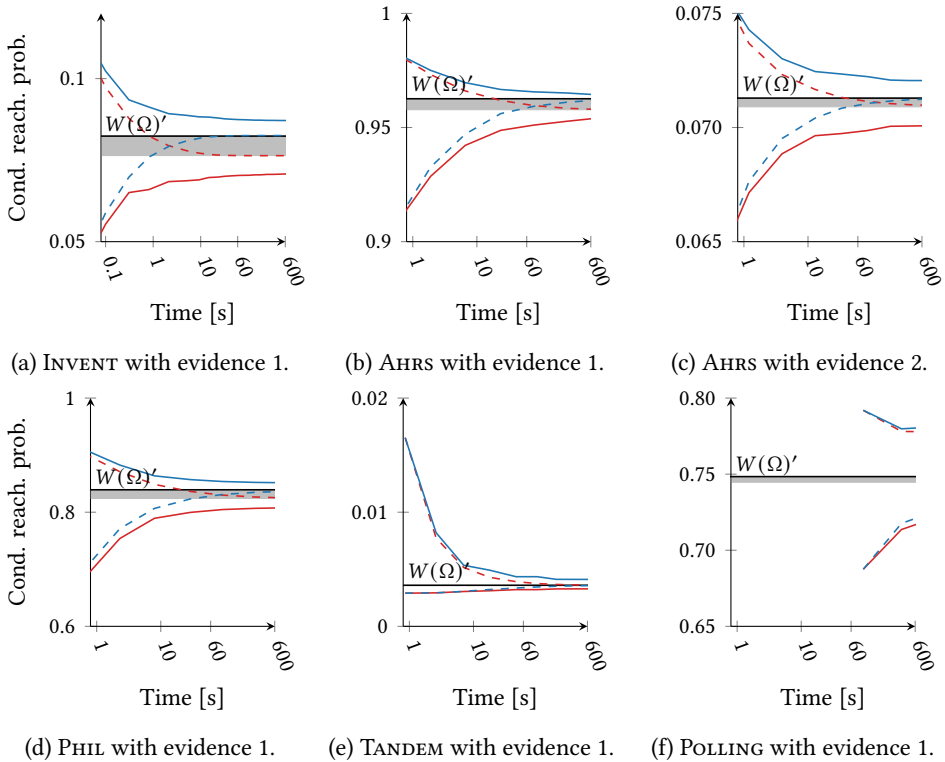 Cond. reach. prob.
0.1
0.05
W(Ω)′
0.1
1
10
60
600
Time [s]
1
0.95
0.9
W(Ω)′
1
10
60
600
Time [s]
0.075
0.070
0.065
W(Ω)′
1
10
60
600
Time [s]
(a) Invent with evidence 1.
(b) Ahrs with evidence 1.
(c) Ahrs with evidence 2.
Cond. reach. prob.
1
0.8
0.6
W(Ω)′
1
10
60
600
Time [s]
0.02
0.01
0
W(Ω)′
1
10
60
600
Time [s]
0.80
0.75
0.70
0.65
W(Ω)′
1
10
60
600
Time [s]
(d) Phil with evidence 1.
(e) Tandem with evidence 1.
(f) Polling with evidence 1.